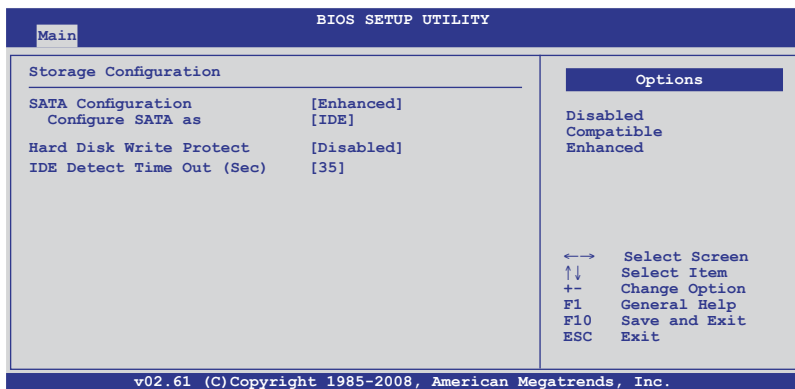 BIOS SETUP UTILITY
Main
Storage Configuration
SATA Configuration [Enhanced]
Configure SATA as [IDE]
Hard Disk Write Protect [Disabled]
IDE Detect Time Out (Sec) [35]
Options
Disabled
Compatible
Enhanced
←→ Select Screen
↑↓ Select Item
+- Change Option
F1 General Help
F10 Save and Exit
ESC Exit
v02.61 (C)Copyright 1985-2008, American Megatrends, Inc.